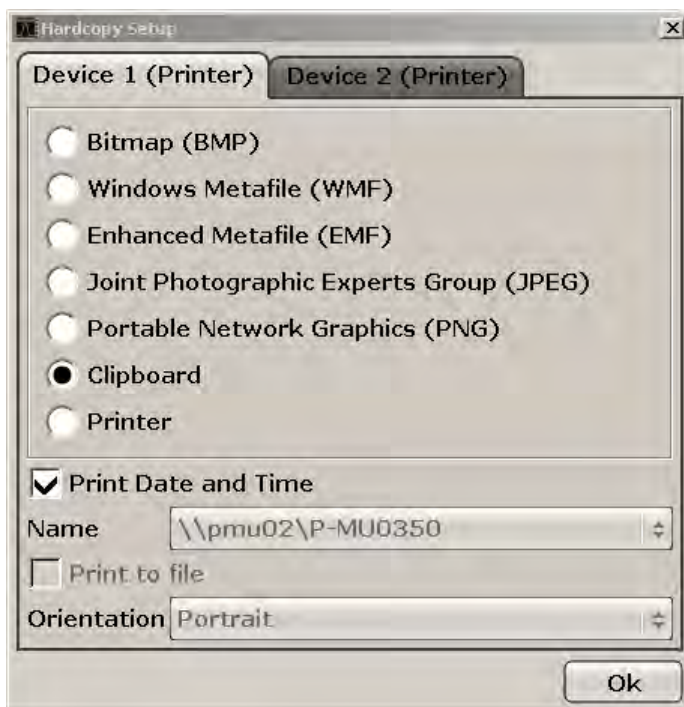 Hardcopy Setup
Device 1 (Printer)
Device 2 (Printer)
Bitmap (BMP)
Windows Metafile (WMF)
Enhanced Metafile (EMF)
Joint Photographic Experts Group (JPEG)
Portable Network Graphics (PNG)
Clipboard
Printer
Print Date and Time
Name \\pmu02\P-MU0350
Print to file
Orientation Portrait
Ok